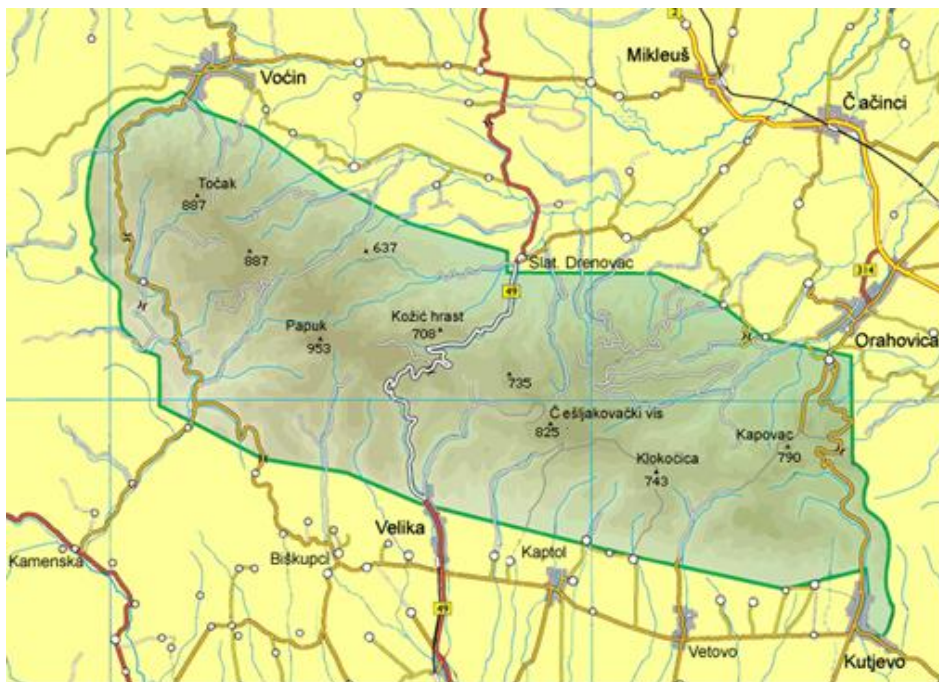 2
Mikleuš
Voćin
Čačinci
Točak
887
887
637
Slat. Drenovac
314
49
Kožić hrast
708
Papuk
953
Orahovica
735
Češljakovački vis
825
Kapovac
790
Klokočica
743
Velika
Kaptol
Biškupci
Kamenska
49
Vetovo
Kutjevo